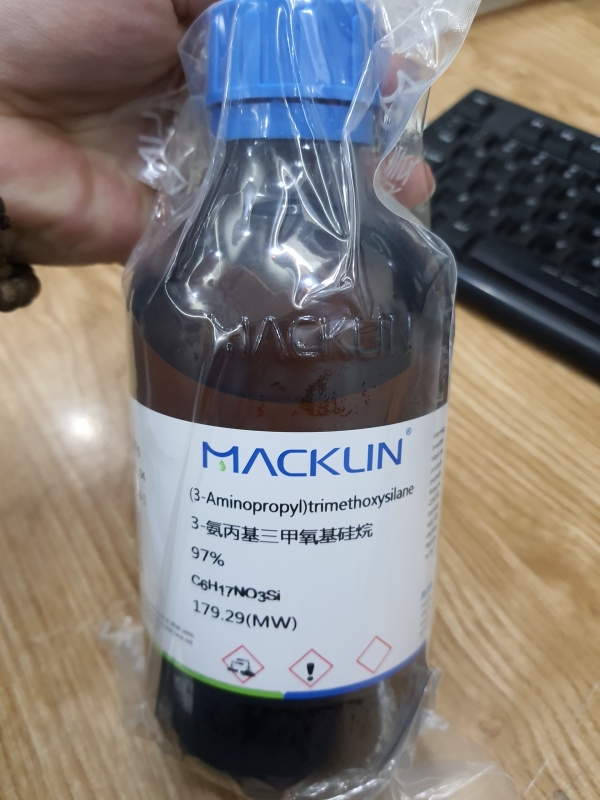 MACKLIN
MACKLIN®
(3-Aminopropyl)trimethoxysilane
3-氨丙基三甲氧基硅烷
97%
C6H17NO3Si
179.29(MW)